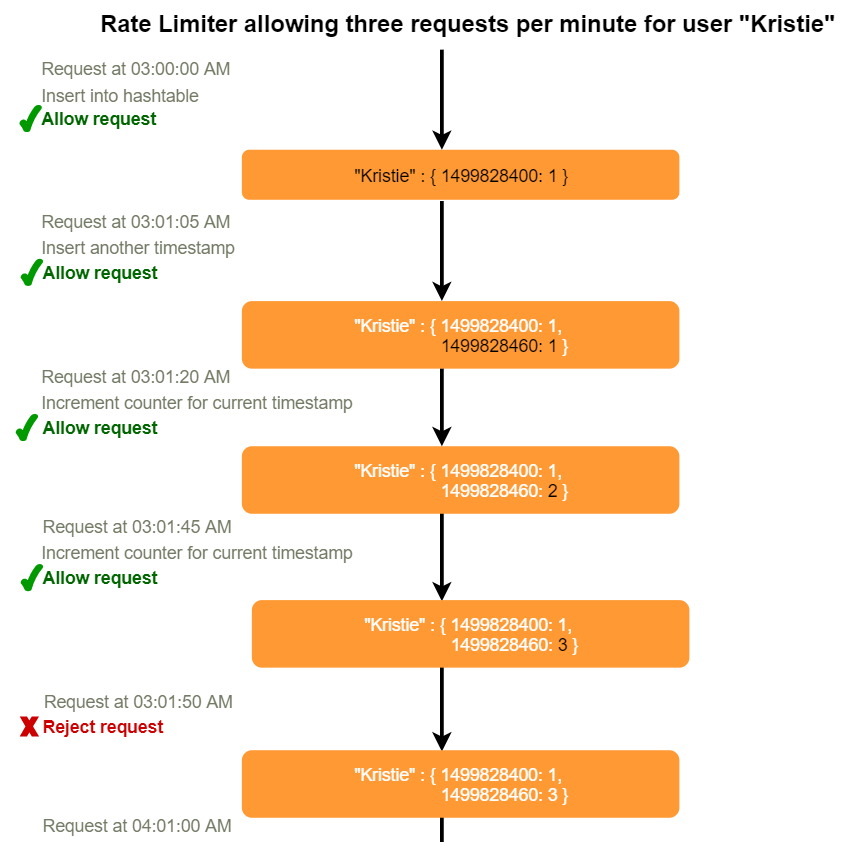 Rate Limiter allowing three requests per minute for user "Kristie"
Request at 03:00:00 AM
Insert into hashtable
Allow request
"Kristie" : { 1499828400: 1 }
Request at 03:01:05 AM
Insert another timestamp
Allow request
"Kristie" : { 1499828400: 1,
1499828460: 1 }
Request at 03:01:20 AM
Increment counter for current timestamp
Allow request
"Kristie" : { 1499828400: 1,
1499828460: 2 }
Request at 03:01:45 AM
Increment counter for current timestamp
Allow request
"Kristie" : { 1499828400: 1,
1499828460: 3 }
Request at 03:01:50 AM
Reject request
"Kristie" : { 1499828400: 1,
1499828460: 3 }
Request at 04:01:00 AM